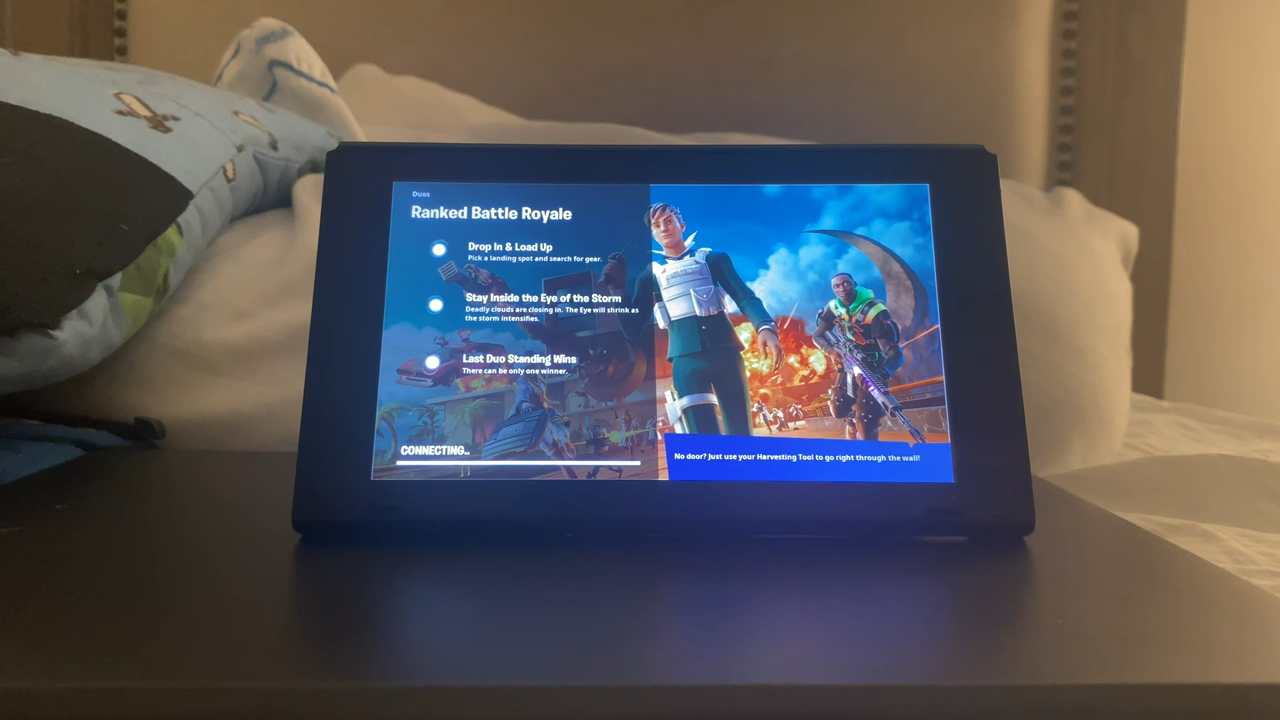 Duos
Ranked Battle Royale
Drop In & Load Up
Pick a landing spot and search for gear.
Stay Inside the Eye of the Storm
Deadly clouds are closing in. The Eye will shrink as
the storm intensifies.
Last Duo Standing Wins
There can be only one winner.
CONNECTING...
No door? Just use your Harvesting Tool to go right through the wall!